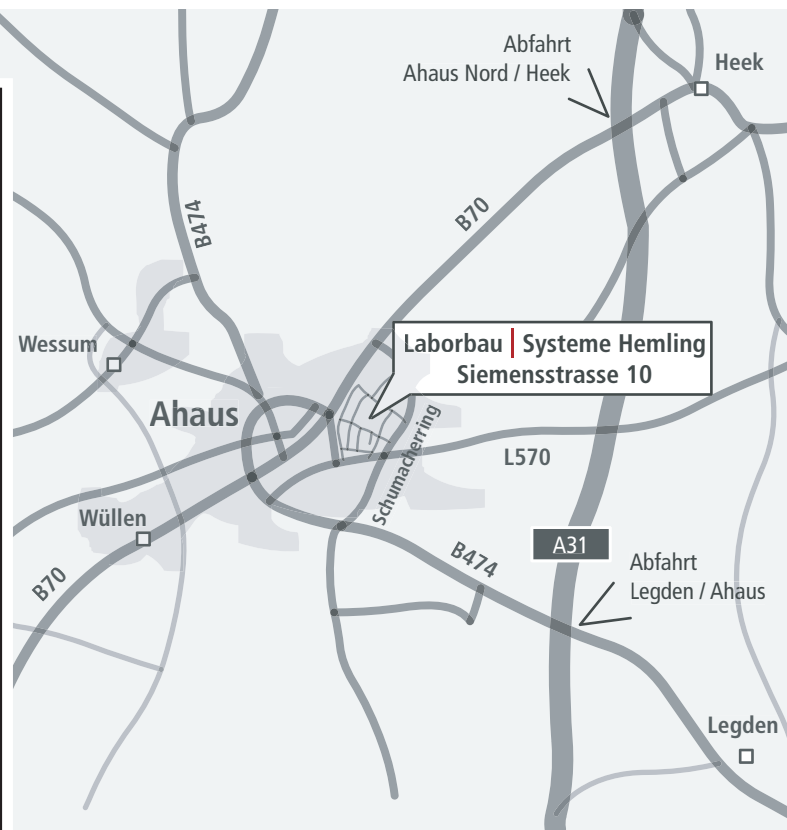 Abfahrt
Ahaus Nord / Heek
Heek
B474
B70
Wessum
Laborbau | Systeme Hemling
Siemensstrasse 10
Ahaus
Schumacherring
L570
Wüllen
A31
B474
Abfahrt
Legden / Ahaus
B70
Legden